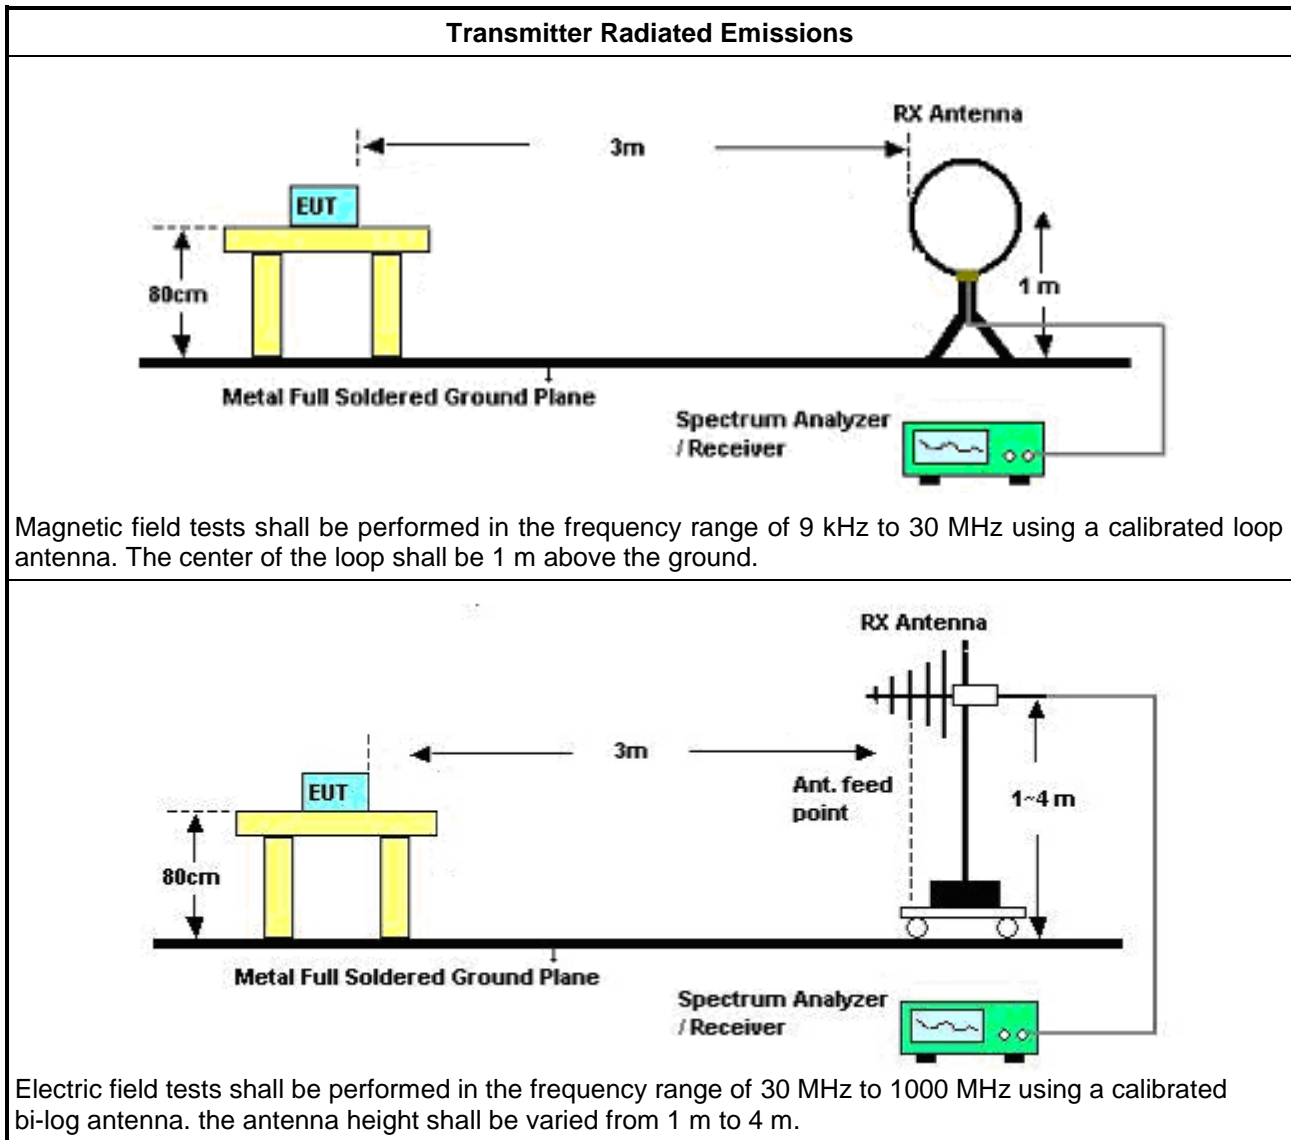 Transmitter Radiated Emissions
RX Antenna
3m
EUT
80cm
1 m
Metal Full Soldered Ground Plane
Spectrum Analyzer
/ Receiver
Magnetic field tests shall be performed in the frequency range of 9 kHz to 30 MHz using a calibrated loop
antenna. The center of the loop shall be 1 m above the ground.
RX Antenna
3m
EUT
Ant. feed
point
1~4 m
80cm
Metal Full Soldered Ground Plane
Spectrum Analyzer
/ Receiver
Electric field tests shall be performed in the frequency range of 30 MHz to 1000 MHz using a calibrated
bi-log antenna. the antenna height shall be varied from 1 m to 4 m.